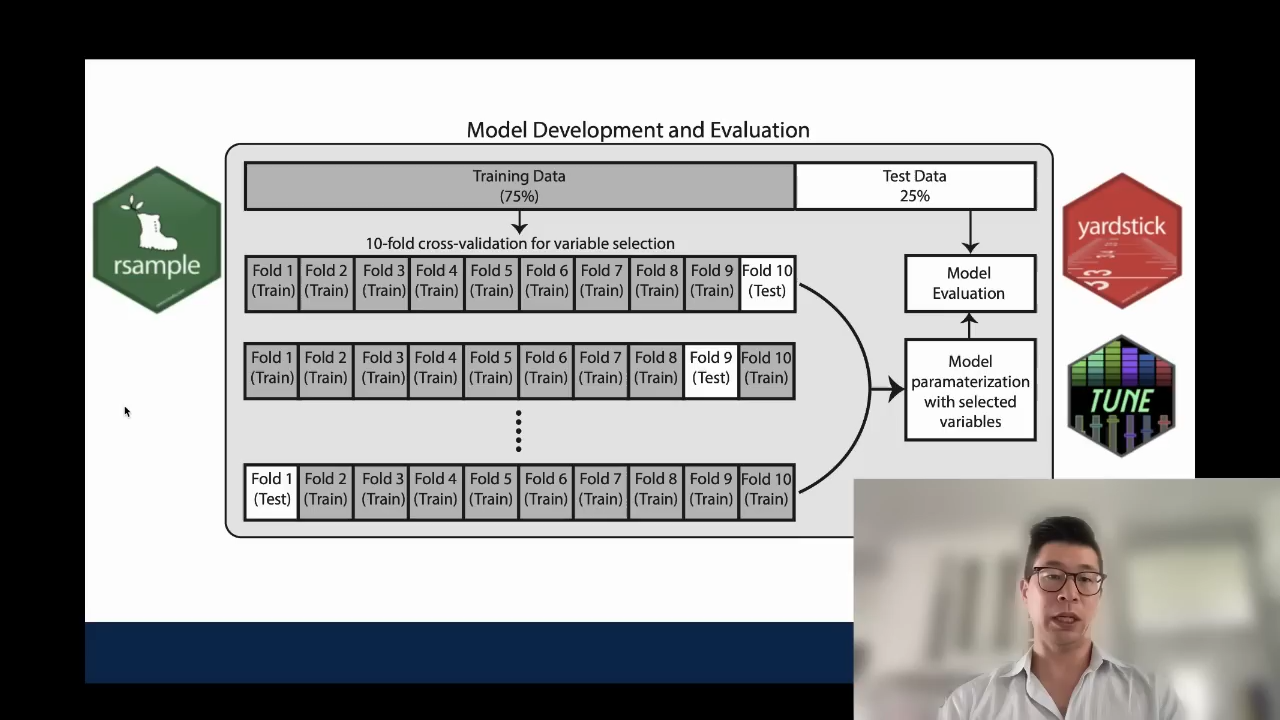 Model Development and Evaluation
Training Data
(75%)
Test Data
25%
rsample
yardstick
10-fold cross-validation for variable selection
Fold 1 Fold 2 Fold 3 Fold 4 Fold 5 Fold 6 Fold 7 Fold 8 Fold 9 Fold 10
(Train) (Train) (Train) (Train) (Train) (Train) (Train) (Train) (Train) (Test)
Model
Evaluation
Fold 1 Fold 2 Fold 3 Fold 4 Fold 5 Fold 6 Fold 7 Fold 8 Fold 9 Fold 10
(Train) (Train) (Train) (Train) (Train) (Train) (Train) (Train) (Test) (Train)
Model
paramaterization
with selected
variables
TUNE
Fold 1 Fold 2 Fold 3 Fold 4 Fold 5 Fold 6 Fold 7 Fold 8 Fold 9 Fold 10
(Test) (Train) (Train) (Train) (Train) (Train) (Train) (Train) (Train) (Train)